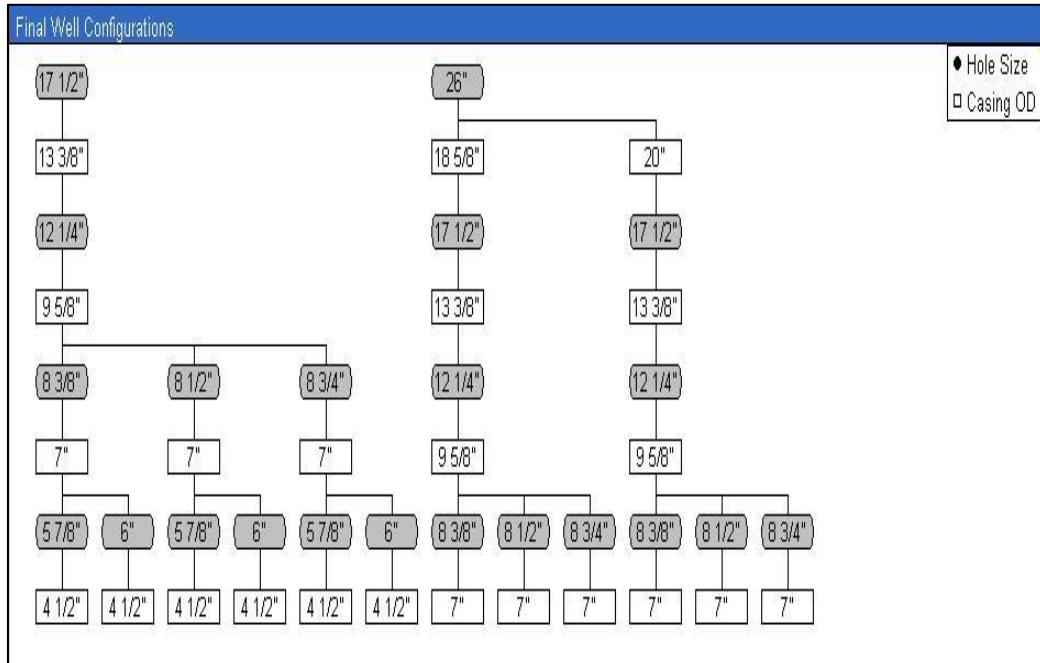 Final Well Configurations
● Hole Size
□ Casing OD
17 1/2" 26"
13 3/8" 18 5/8" 20"
12 1/4" 17 1/2" 17 1/2"
9 5/8" 13 3/8" 13 3/8"
8 3/8" 8 1/2" 8 3/4" 12 1/4" 12 1/4"
7" 7" 7" 9 5/8" 9 5/8"
5 7/8" 6" 5 7/8" 6" 5 7/8" 6" 8 3/8" 8 1/2" 8 3/4" 8 3/8" 8 1/2" 8 3/4"
4 1/2" 4 1/2" 4 1/2" 4 1/2" 4 1/2" 4 1/2" 7" 7" 7" 7" 7" 7"